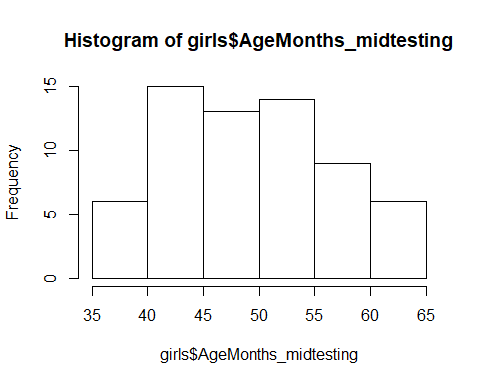 Histogram of girls$AgeMonths_midtesting
Frequency
15
10
5
0
35 40 45 50 55 60 65
girls$AgeMonths_midtesting